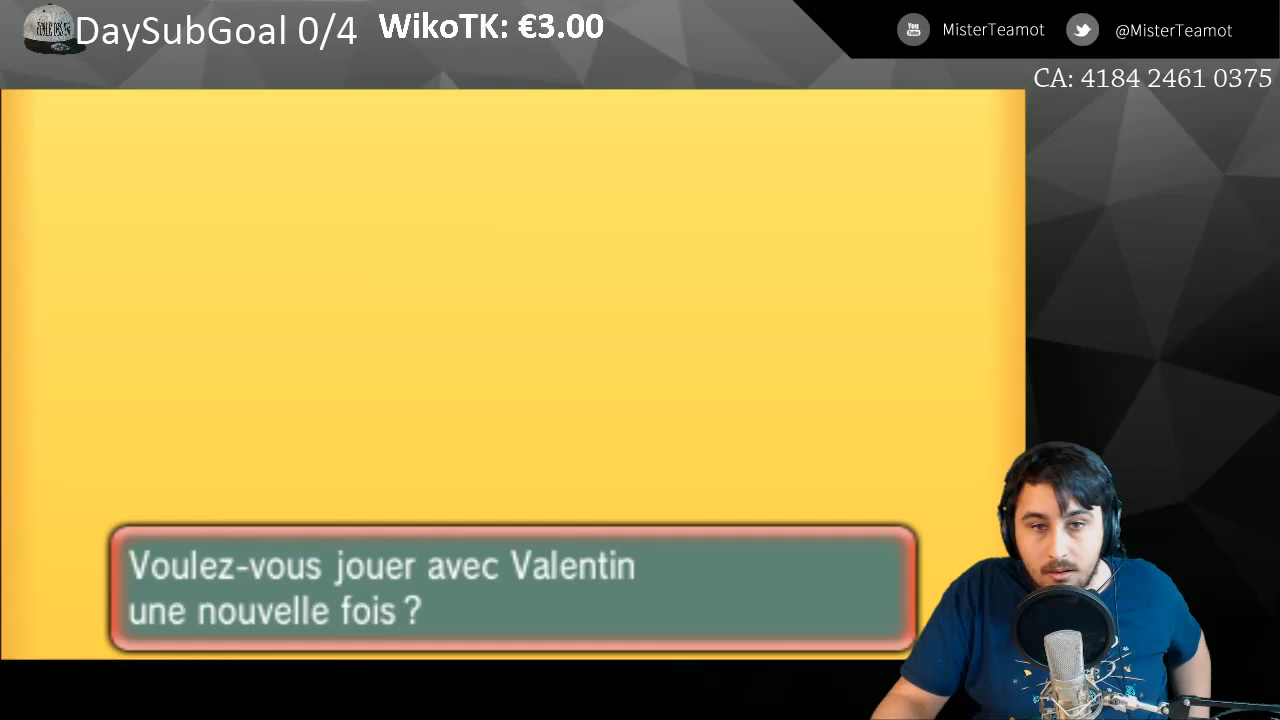 DaySubGoal 0/4
WikoTK: €3.00
MisterTeamot
@MisterTeamot
CA: 4184 2461 0375
Voulez-vous jouer avec Valentin
une nouvelle fois ?